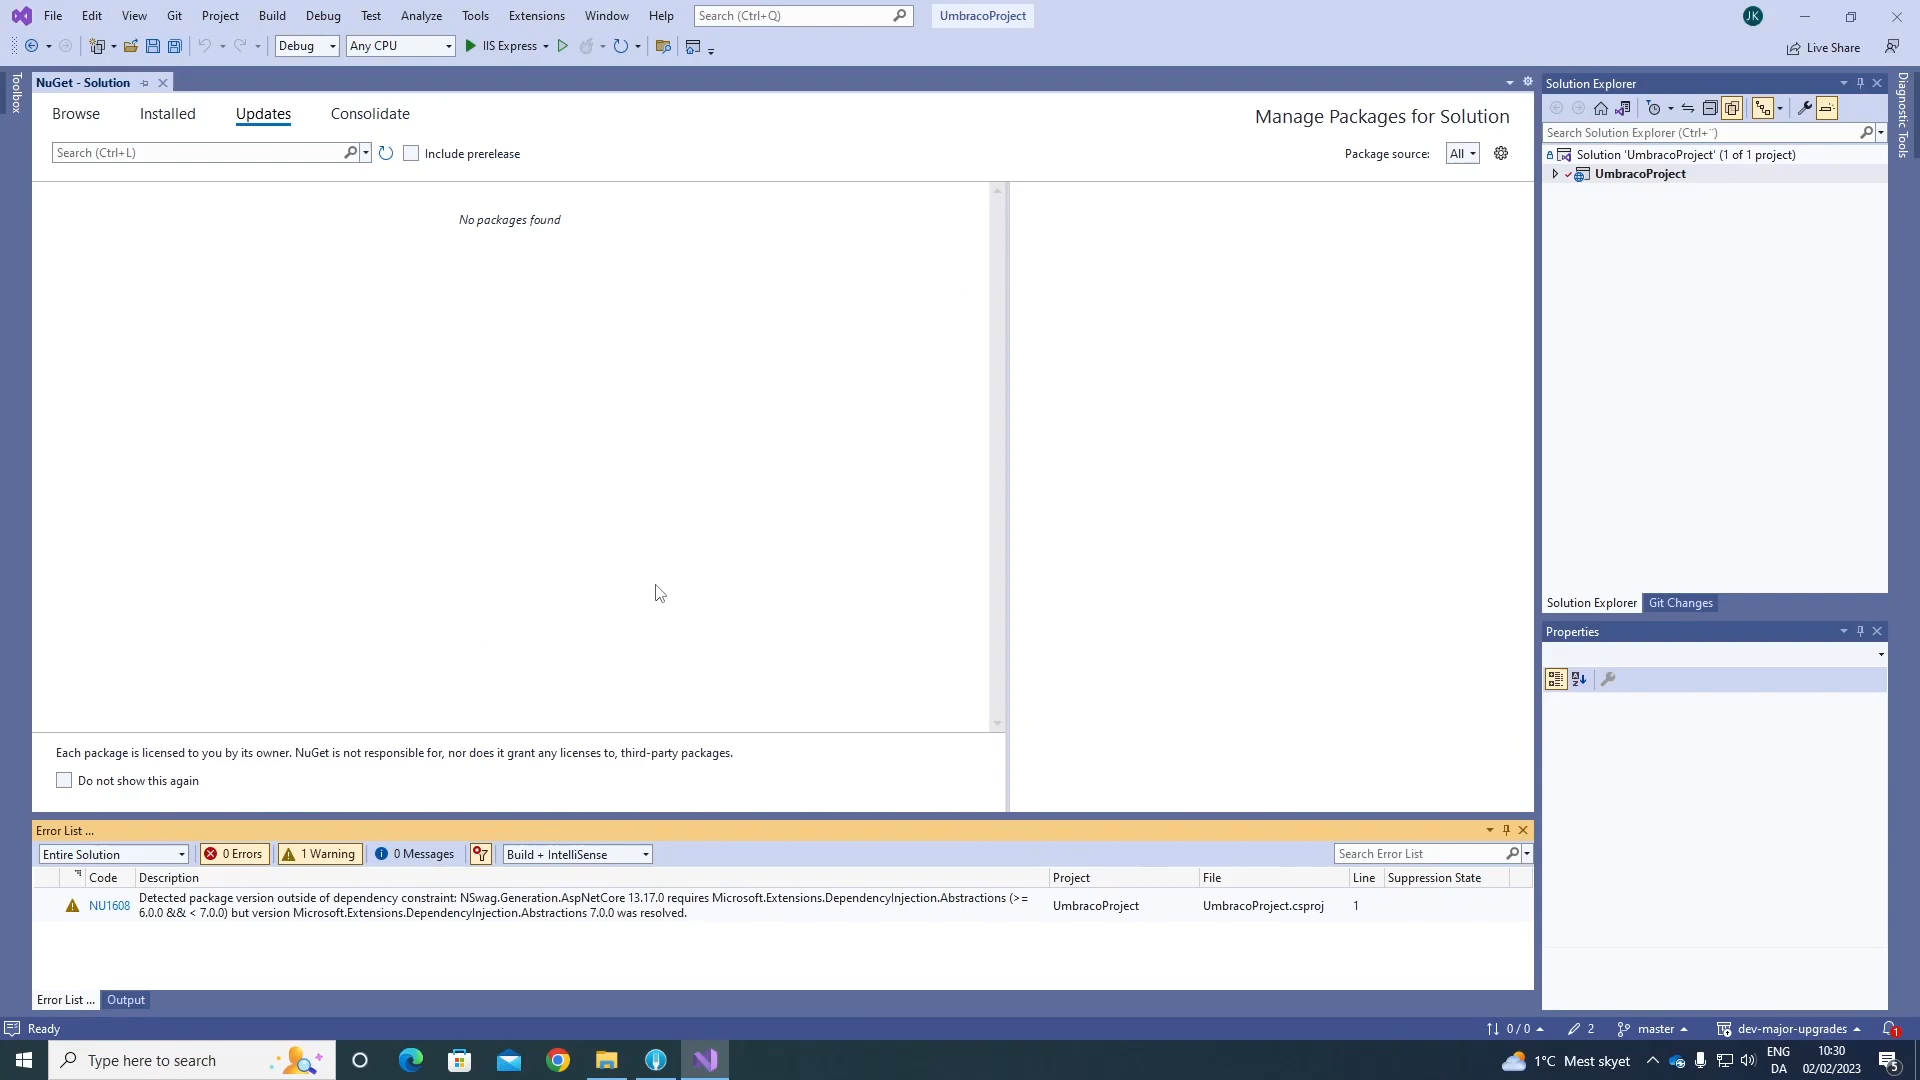 File Edit View Git Project Build Debug Test Analyze Tools Extensions Window Help Search (Ctrl+Q) UmbracoProject JK
Debug Any CPU IIS Express Live Share
Toolbox
NuGet - Solution
Browse Installed Updates Consolidate
Manage Packages for Solution
Search (Ctrl+L) Include prerelease Package source: All
No packages found
Each package is licensed to you by its owner. NuGet is not responsible for, nor does it grant any licenses to, third-party packages.
Do not show this again
Solution Explorer
Search Solution Explorer (Ctrl+¨)
Solution 'UmbracoProject' (1 of 1 project)
UmbracoProject
Solution Explorer Git Changes
Properties
Diagnostic Tools
Error List ...
Entire Solution 0 Errors 1 Warning 0 Messages Build + IntelliSense Search Error List
Code Description Project File Line Suppression State
NU1608 Detected package version outside of dependency constraint: NSwag.Generation.AspNetCore 13.17.0 requires Microsoft.Extensions.DependencyInjection.Abstractions (>=
6.0.0 && < 7.0.0) but version Microsoft.Extensions.DependencyInjection.Abstractions 7.0.0 was resolved. UmbracoProject UmbracoProject.csproj 1
Error List ... Output
Ready 0 / 0 2 master dev-major-upgrades 1
Type here to search 1°C Mest skyet ENG
DA 10:30
02/02/2023 5